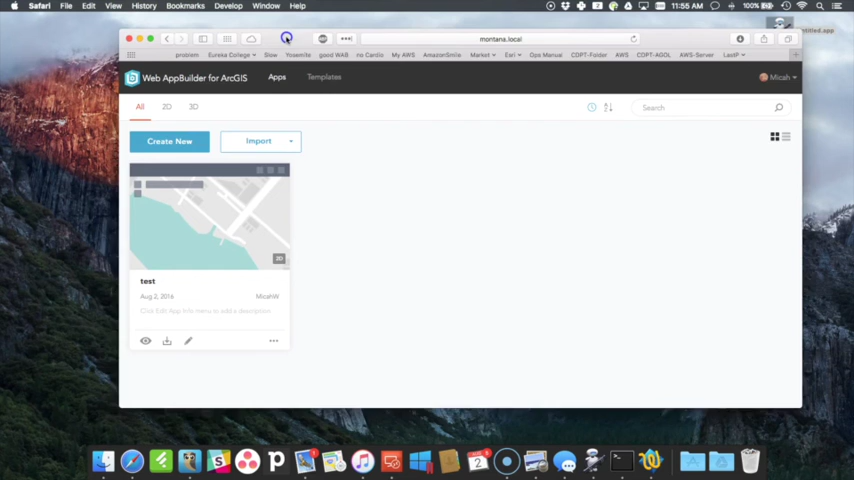 Safari File Edit View History Bookmarks Develop Window Help 11:55 AM 100%
montana.local
problem Eureka College Slow Yosemite good WAB no Cardio My AWS AmazonSmile Market Esri Ops Manual CDPT-Folder AWS COPT-AGOL AWS-Server LastP
Web AppBuilder for ArcGIS Apps Templates Micah
All 2D 3D Search
Create New Import
2D
test
Aug 2, 2016 MicahW
Click Edit App Info menu to add a description